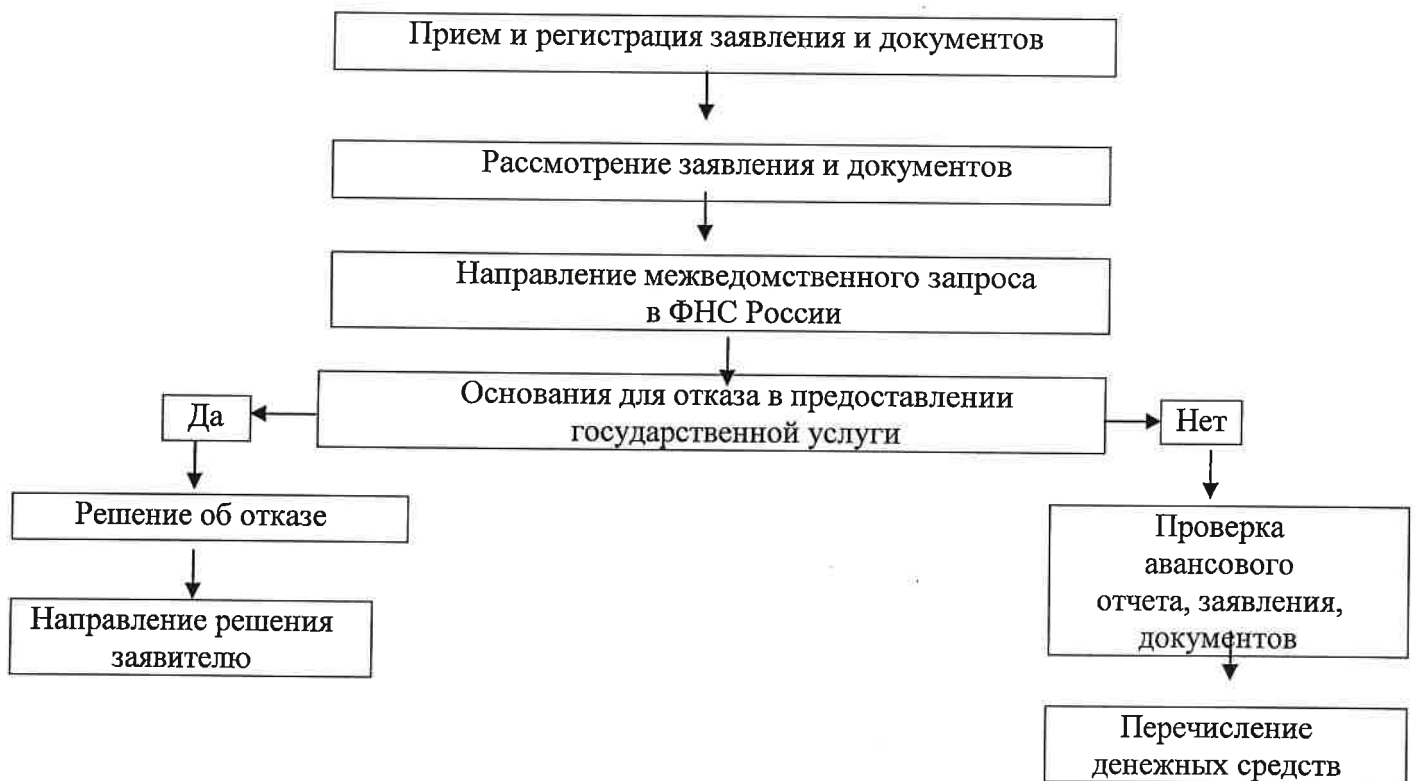 Прием и регистрация заявления и документов
Рассмотрение заявления и документов
Направление межведомственного запроса
в ФНС России
Основания для отказа в предоставлении
государственной услуги
Да
Нет
Решение об отказе
Направление решения
заявителю
Проверка
авансового
отчета, заявления,
документов
Перечисление
денежных средств